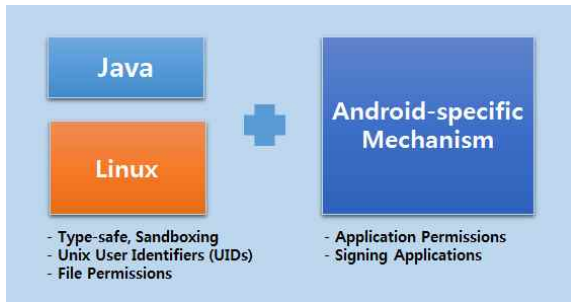 Java
Linux
Android-specific
Mechanism
- Type-safe, Sandboxing
- Unix User Identifiers (UIDs)
- File Permissions
- Application Permissions
- Signing Applications